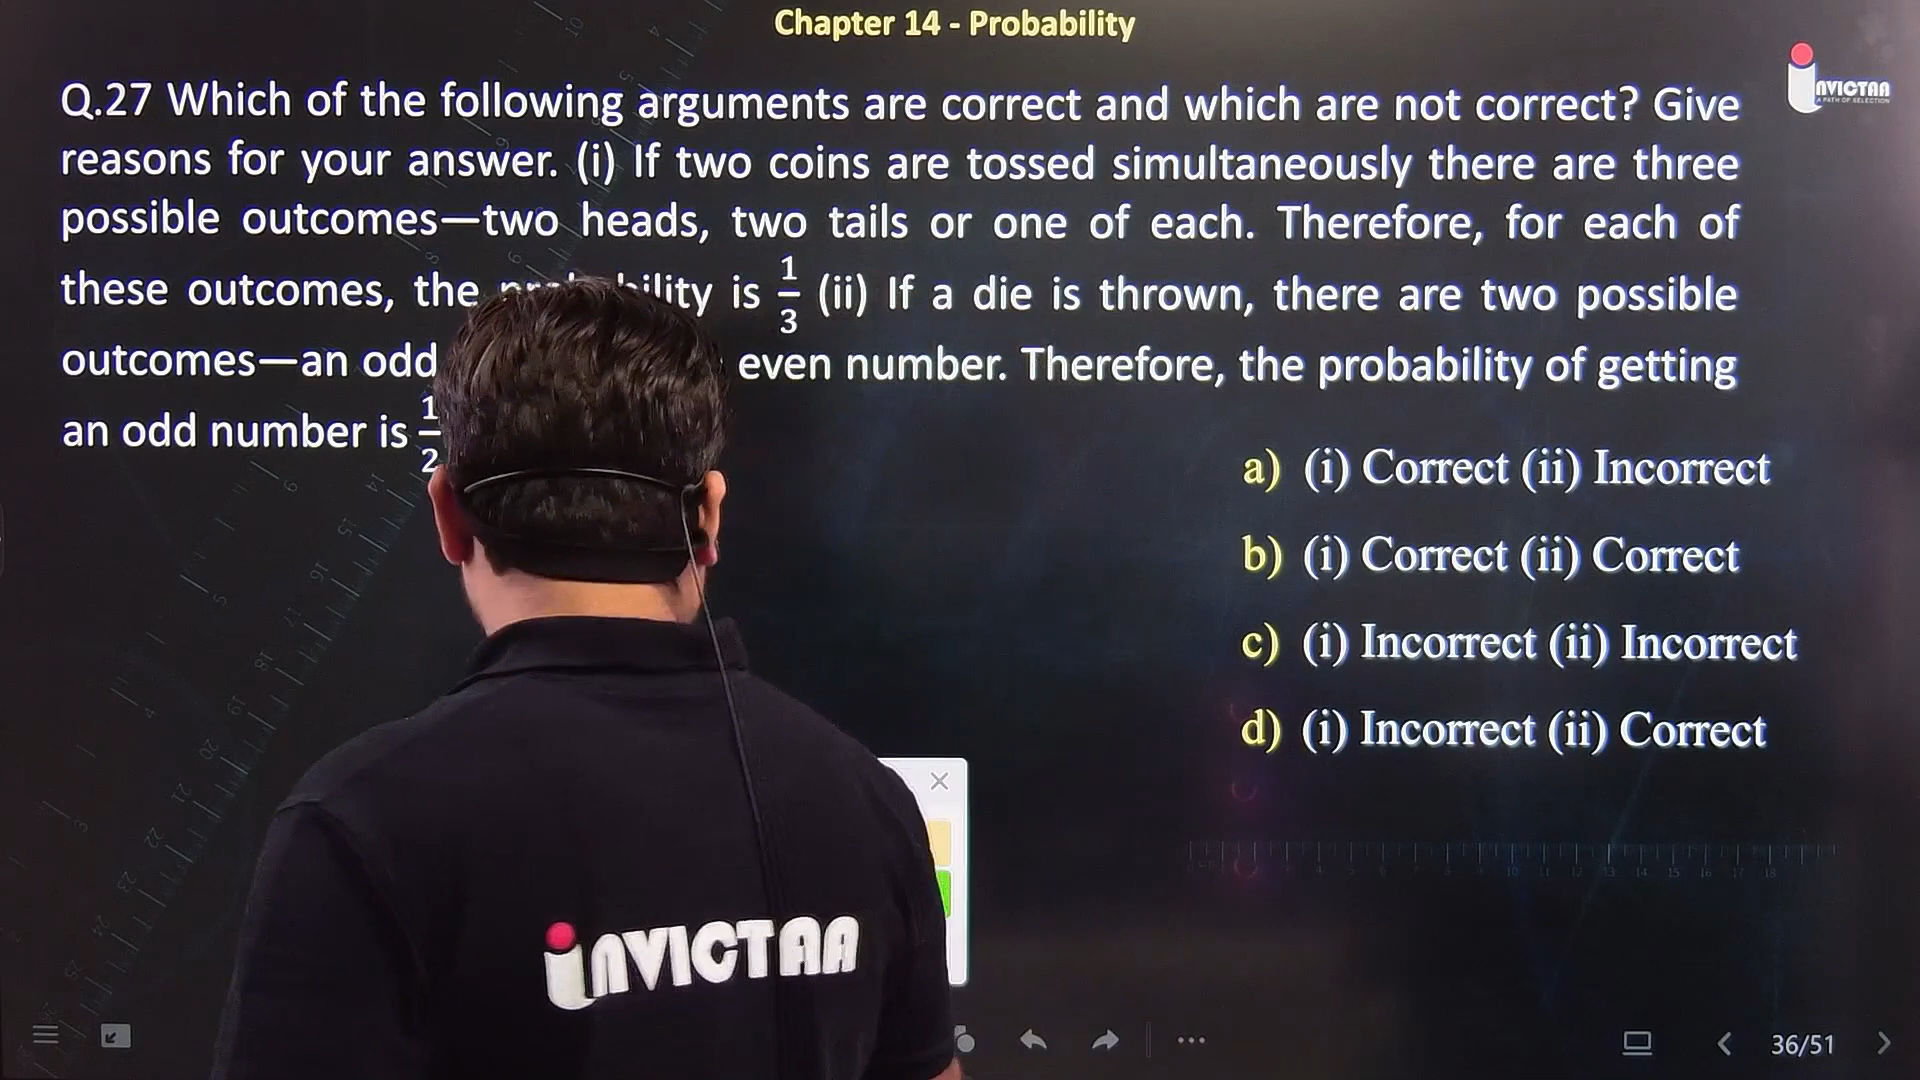 Chapter 14 - Probability
iNVICTAA
A PATH OF SELECTION
Q.27 Which of the following arguments are correct and which are not correct? Give
reasons for your answer. (i) If two coins are tossed simultaneously there are three
possible outcomes—two heads, two tails or one of each. Therefore, for each of
these outcomes, the is 1/3 (ii) If a die is thrown, there are two possible
outcomes—an odd even number. Therefore, the probability of getting
an odd number is 1/2
a) (i) Correct (ii) Incorrect
b) (i) Correct (ii) Correct
c) (i) Incorrect (ii) Incorrect
d) (i) Incorrect (ii) Correct
iNVICTAA
36/51